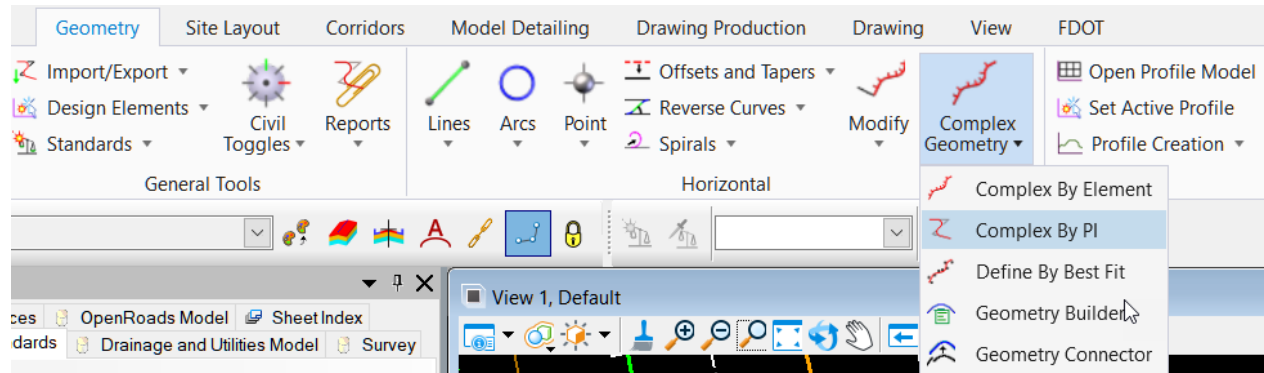 Geometry Site Layout Corridors Model Detailing Drawing Production Drawing View FDOT
Import/Export
Design Elements
Standards
Civil
Toggles
Reports
General Tools
Lines
Arcs
Point
Offsets and Tapers
Reverse Curves
Spirals
Modify
Complex
Geometry
Horizontal
Open Profile Model
Set Active Profile
Profile Creation
Complex By Element
Complex By PI
Define By Best Fit
Geometry Builder
Geometry Connector
OpenRoads Model Sheet Index
Drainage and Utilities Model Survey
View 1, Default